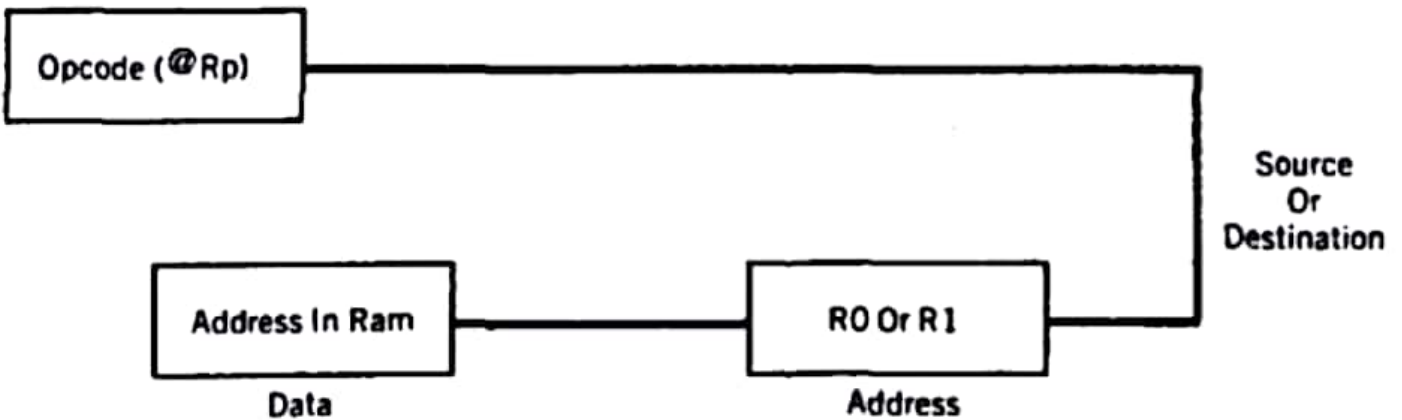 Opcode (@Rp)
Source
Or
Destination
Address In Ram
R0 Or R1
Data
Address